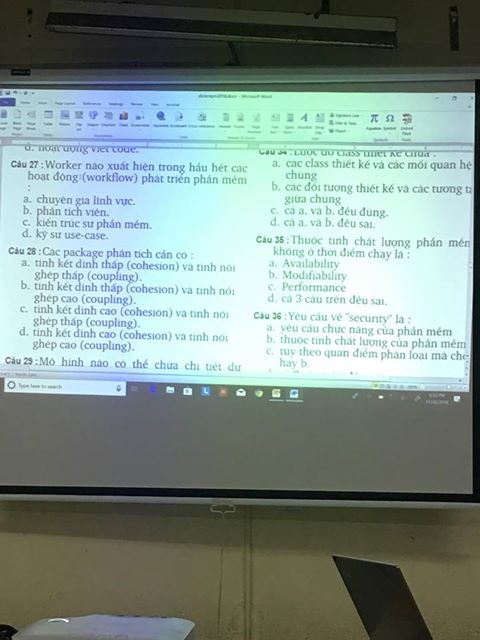 Microsoft Word
d. hoạt động viết code.
Câu 27 : Worker nào xuất hiện trong hầu hết các
hoạt động (workflow) phát triển phần mềm
:
a. chuyên gia lĩnh vực.
b. phân tích viên.
c. kiến trúc sư phần mềm.
d. kỹ sư use-case.
Câu 28 : Các package phân tích cần có :
a. tính kết dính thấp (cohesion) và tính nối
ghép thấp (coupling).
b. tính kết dính thấp (cohesion) và tính nối
ghép cao (coupling).
c. tính kết dính cao (cohesion) và tính nối
ghép thấp (coupling).
d. tính kết dính cao (cohesion) và tính nối
ghép cao (coupling).
Câu 29 : Mô hình nào có thể chứa chi tiết dư
Câu 34 : Lược đồ class thiết kế chứa :
a. các class thiết kế và các mối quan hệ
chúng
b. các đối tượng thiết kế và các tương tá
giữa chúng
c. cả a. và b. đều đúng.
d. cả a. và b. đều sai.
Câu 35 : Thuộc tính chất lượng phần mềm
không ở thời điểm chạy là :
a. Availability
b. Modifiability
c. Performance
d. cả 3 câu trên đều sai.
Câu 36 : Yêu cầu về "security" là :
a. yêu cầu chức năng của phần mềm
b. thuộc tính chất lượng của phần mềm
c. tùy theo quan điểm phân loại mà
hay b.
Type here to search